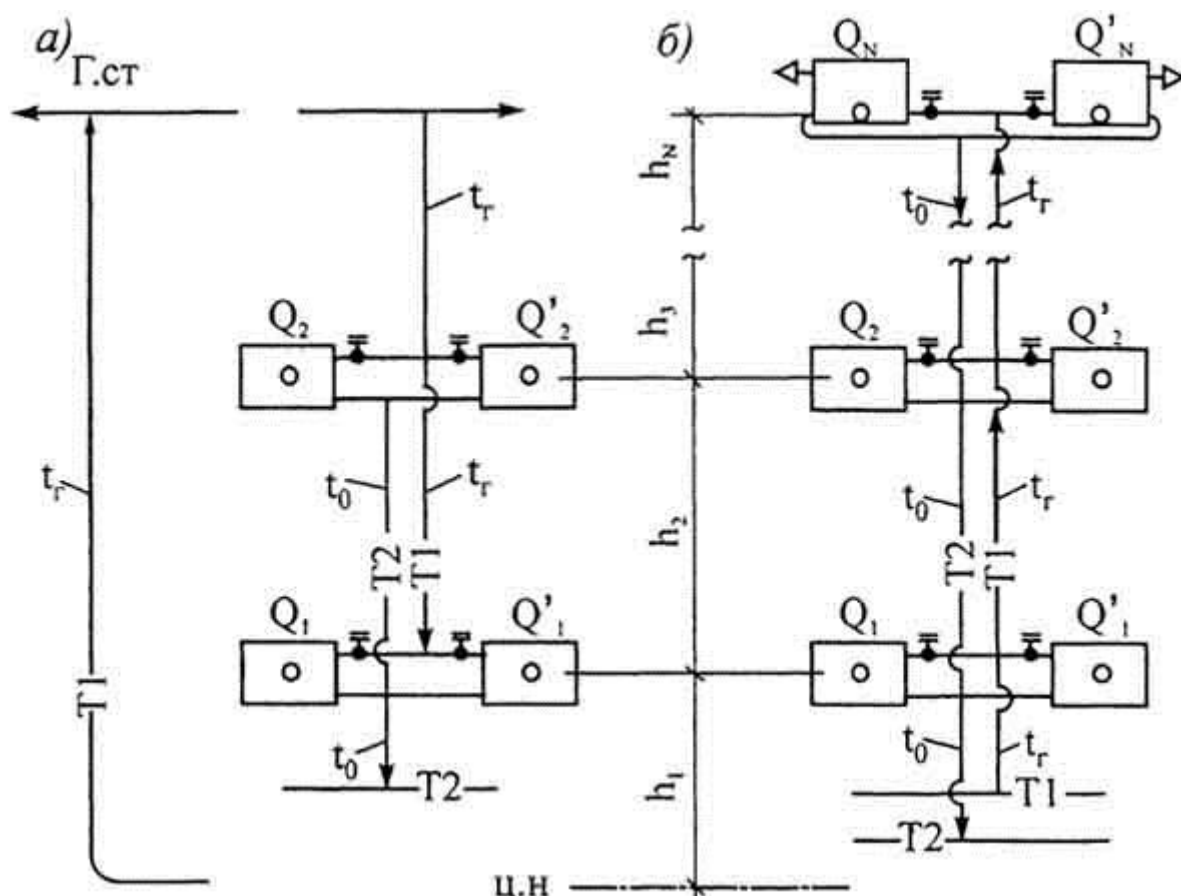 а) б)
Г.ст
Q_N Q'_N
h_N
t_г t_0 t_г
Q_2 Q'_2 Q_2 Q'_2
h_3
t_г t_0 t_г t_0 t_г
h_2
T2 T1 T2 T1
Q_1 Q'_1 Q_1 Q'_1
T1
t_0 t_0 t_г
h_1
T2 T1
T2
ц.н